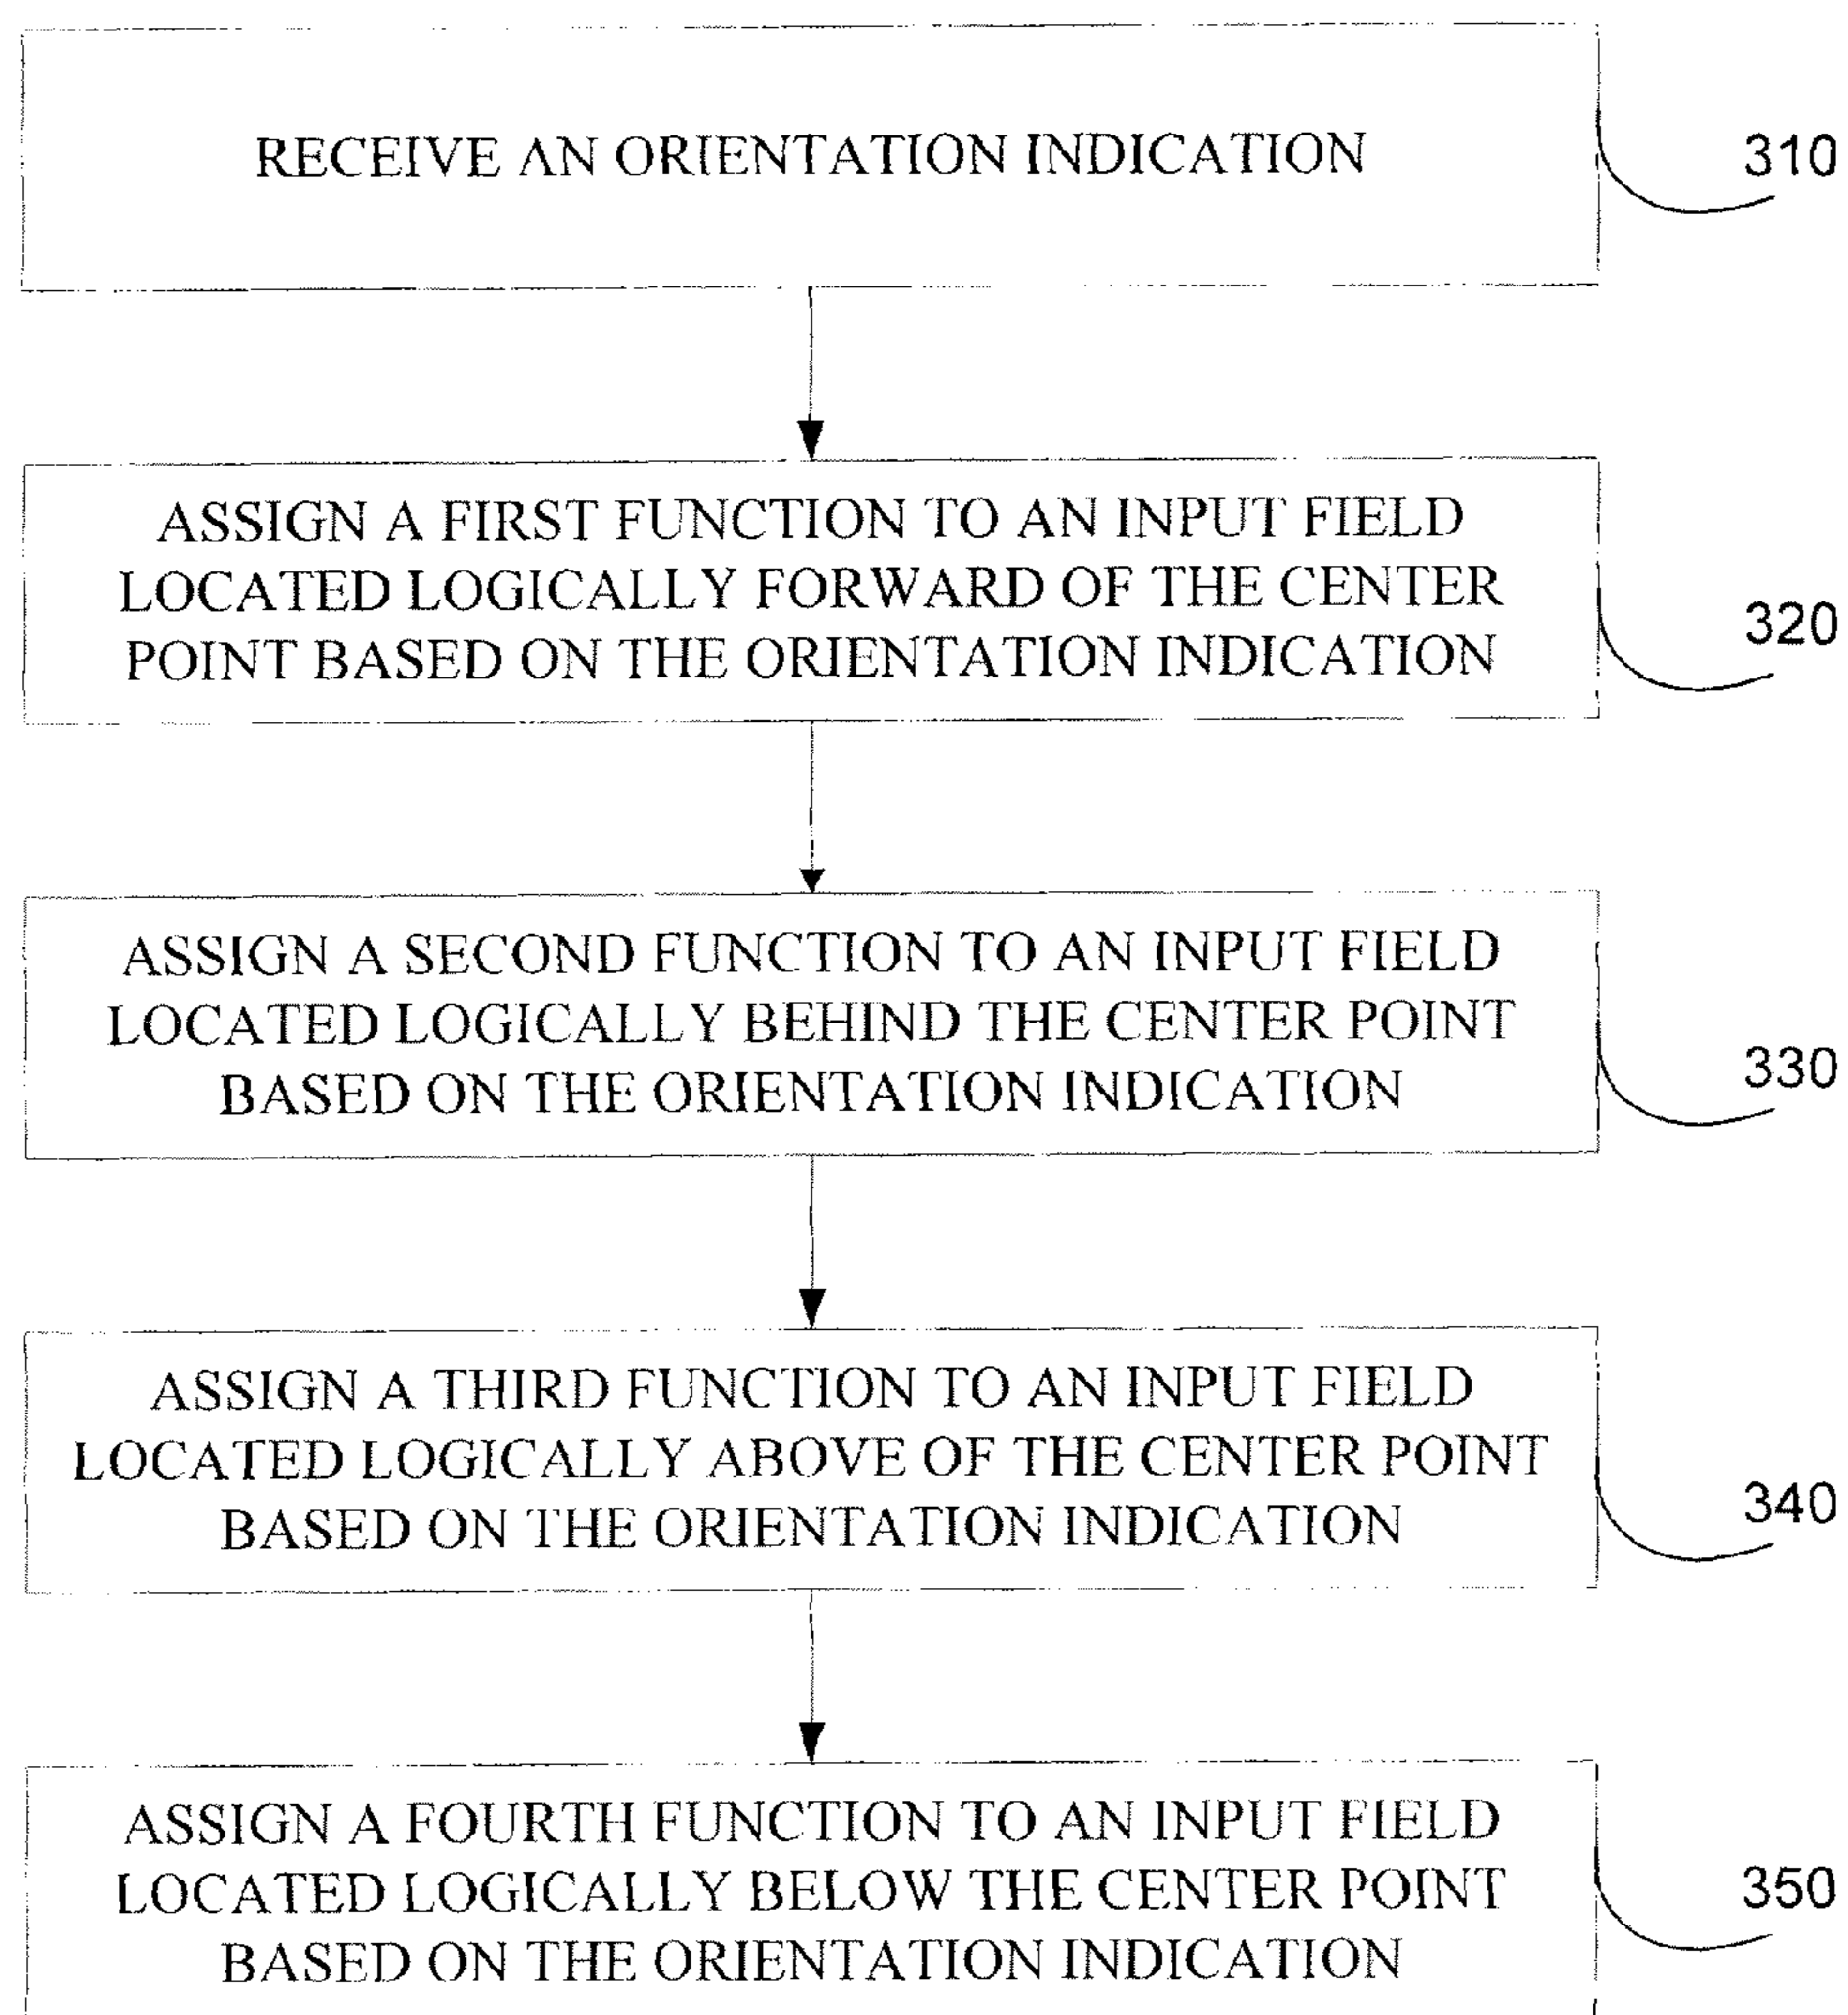 RECEIVE AN ORIENTATION INDICATION
310
ASSIGN A FIRST FUNCTION TO AN INPUT FIELD
LOCATED LOGICALLY FORWARD OF THE CENTER
POINT BASED ON THE ORIENTATION INDICATION
320
ASSIGN A SECOND FUNCTION TO AN INPUT FIELD
LOCATED LOGICALLY BEHIND THE CENTER POINT
BASED ON THE ORIENTATION INDICATION
330
ASSIGN A THIRD FUNCTION TO AN INPUT FIELD
LOCATED LOGICALLY ABOVE OF THE CENTER POINT
BASED ON THE ORIENTATION INDICATION
340
ASSIGN A FOURTH FUNCTION TO AN INPUT FIELD
LOCATED LOGICALLY BELOW THE CENTER POINT
BASED ON THE ORIENTATION INDICATION
350